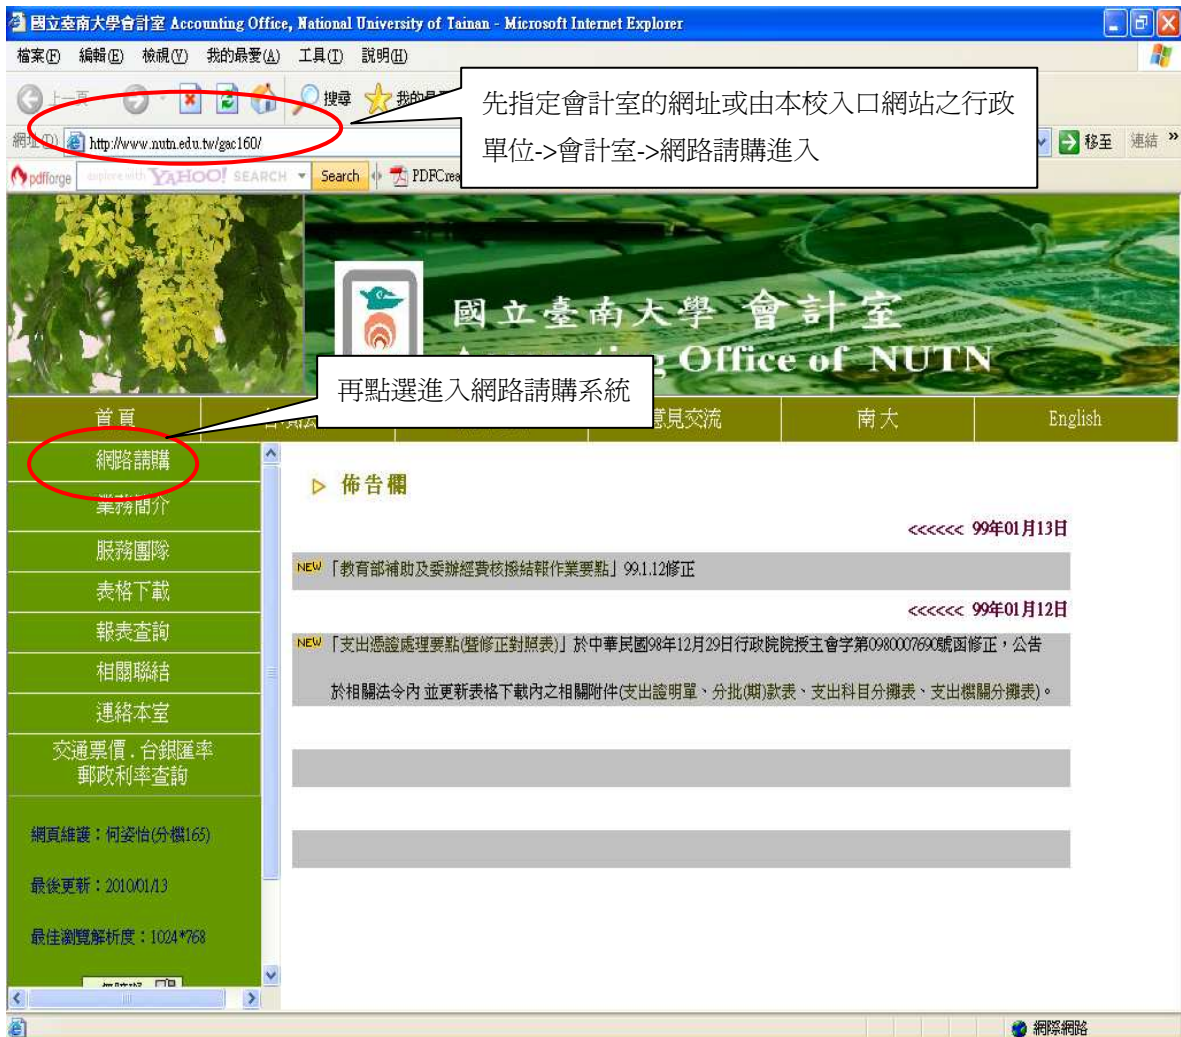 國立臺南大學會計室 Accounting Office, National University of Tainan - Microsoft Internet Explorer
檔案(F) 編輯(E) 檢視(V) 我的最愛(A) 工具(T) 說明(H)
上一頁 搜尋 我的最
先指定會計室的網址或由本校入口網站之行政
單位->會計室->網路請購進入
網址(D) http://www.nutn.edu.tw/gac160/ 移至 連結 »
pdfforge explore with YAHOO! SEARCH Search PDFCrea
國立臺南大學 會計室
Office of NUTN
再點選進入網路請購系統
首頁 意見交流 南大 English
網路請購
業務簡介
服務團隊
表格下載
報表查詢
相關聯結
連絡本室
交通票價．台銀匯率
郵政利率查詢
網頁維護：何姿怡(分機165)
最後更新：2010/01/13
最佳瀏覽解析度：1024*768
佈告欄
<<<<<< 99年01月13日
NEW 「教育部補助及委辦經費核撥結報作業要點」99.1.12修正
<<<<<< 99年01月12日
NEW 「支出憑證處理要點(暨修正對照表)」於中華民國98年12月29日行政院院授主會字第0980007690號函修正，公告
於相關法令內 並更新表格下載內之相關附件(支出證明單、分批(期)款表、支出科目分攤表、支出機關分攤表)。
網際網路